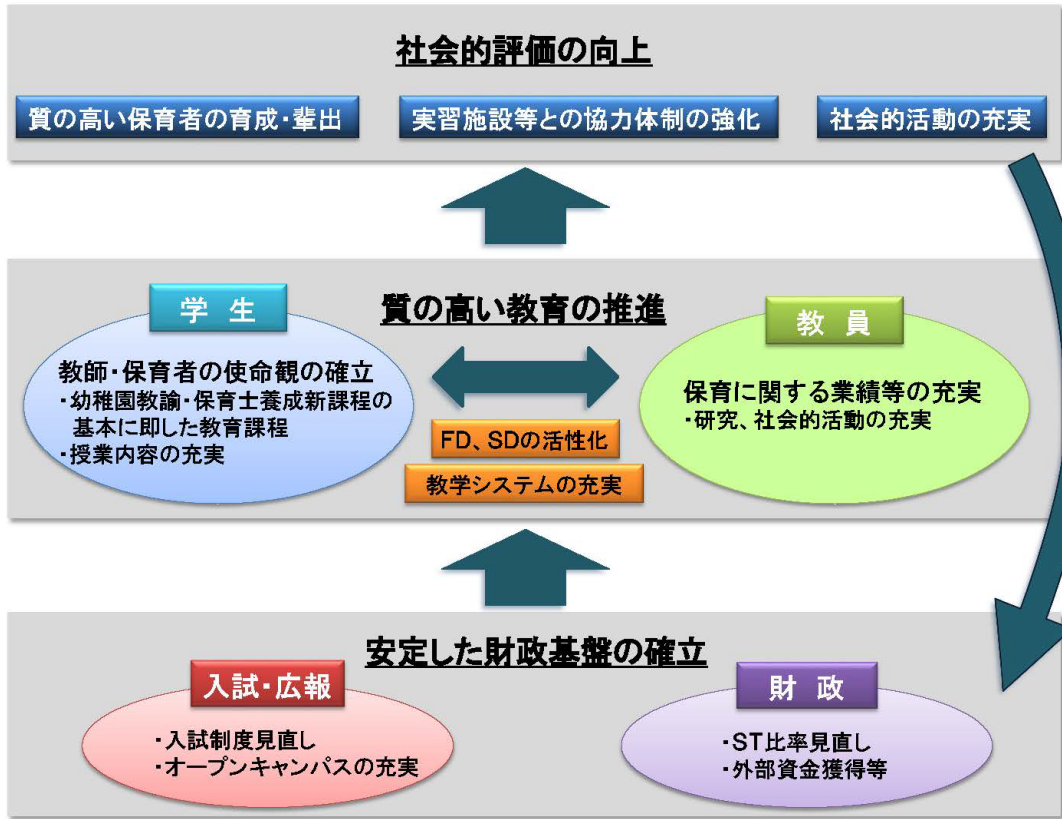 社会的評価の向上
質の高い保育者の育成・輩出
実習施設等との協力体制の強化
社会的活動の充実
質の高い教育の推進
学 生
教師・保育者の使命観の確立
・幼稚園教諭・保育士養成新課程の
基本に即した教育課程
・授業内容の充実
FD、SDの活性化
教学システムの充実
教 員
保育に関する業績等の充実
・研究、社会的活動の充実
安定した財政基盤の確立
入試・広報
・入試制度見直し
・オープンキャンパスの充実
財 政
・ST比率見直し
・外部資金獲得等